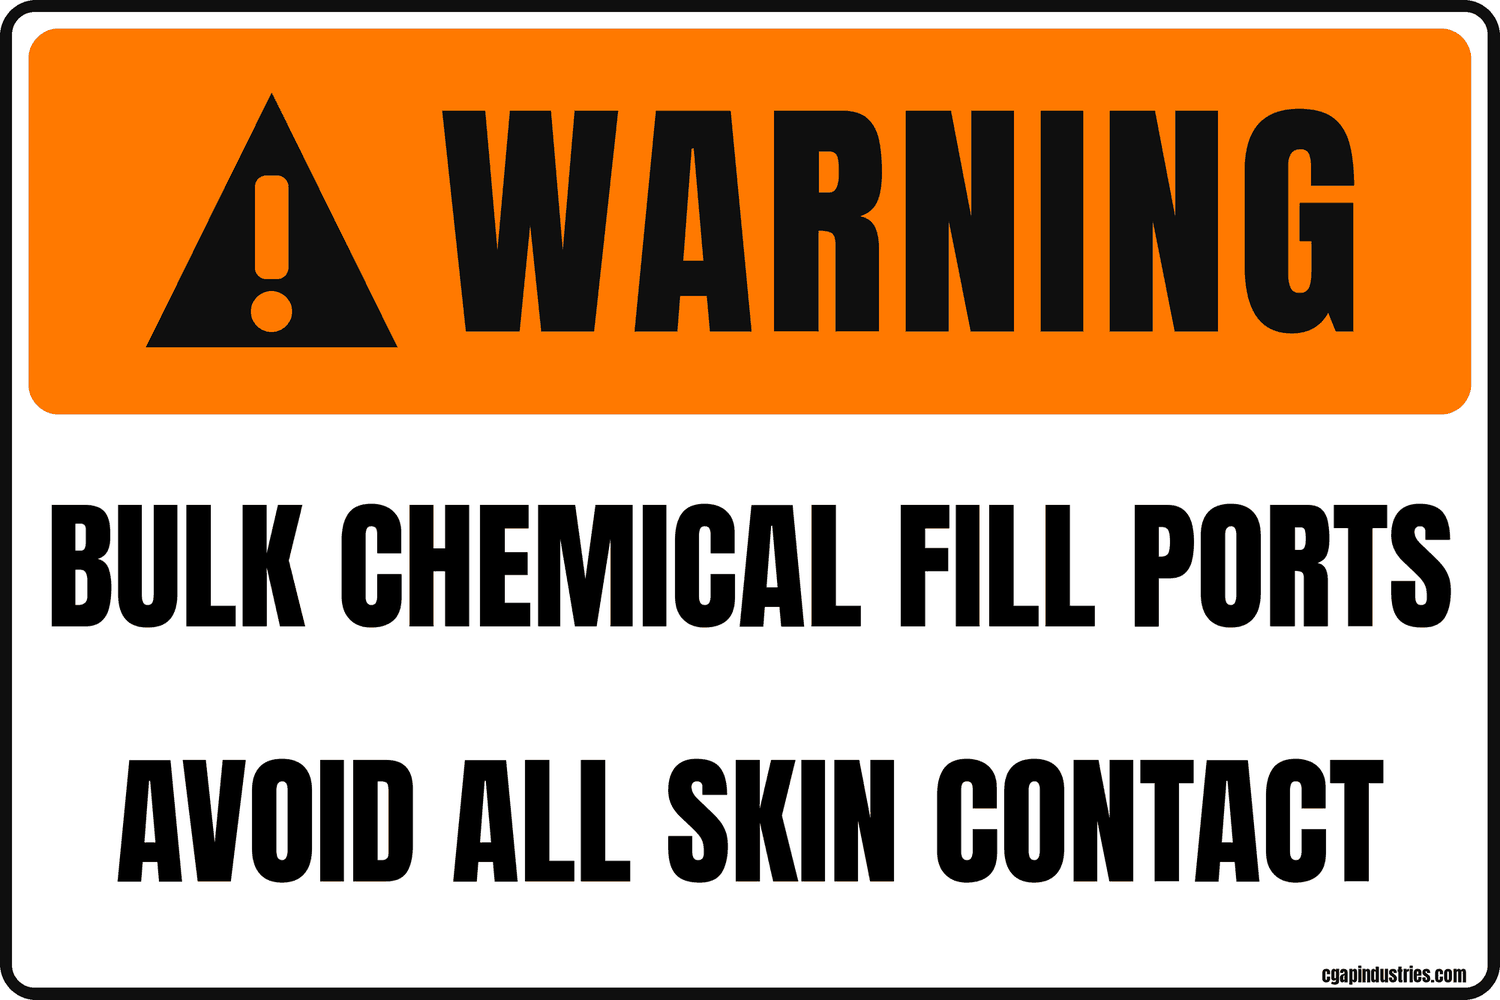 WARNING
BULK CHEMICAL FILL PORTS
AVOID ALL SKIN CONTACT
cgapindustries.com